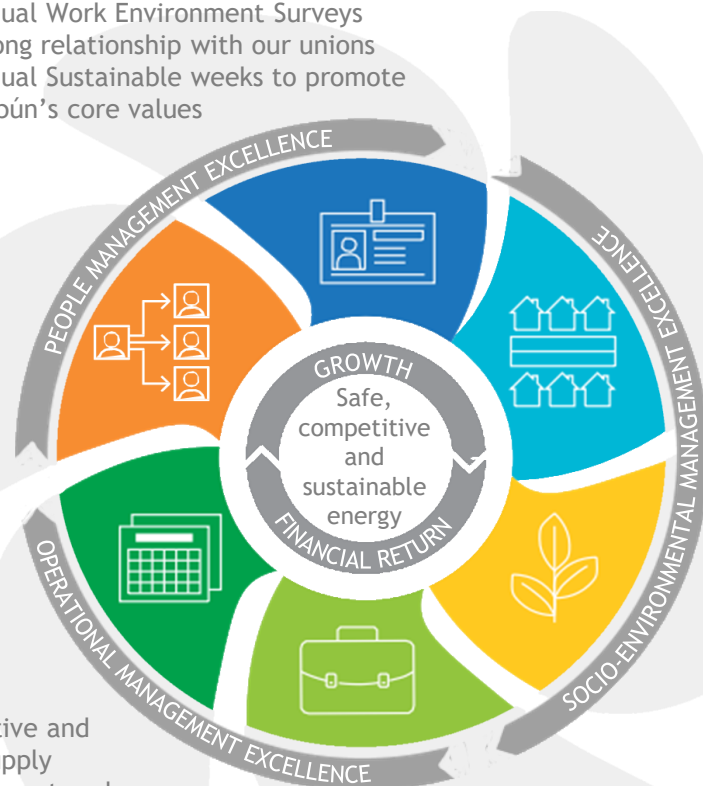 ual Work Environment Surveys
ong relationship with our unions
ual Sustainable weeks to promote
bún's core values
PEOPLE MANAGEMENT EXCELLENCE
SOCIO-ENVIRONMENTAL MANAGEMENT EXCELLENCE
GROWTH
Safe,
competitive
and
sustainable
energy
FINANCIAL RETURN
OPERATIONAL MANAGEMENT EXCELLENCE
tive and
pply